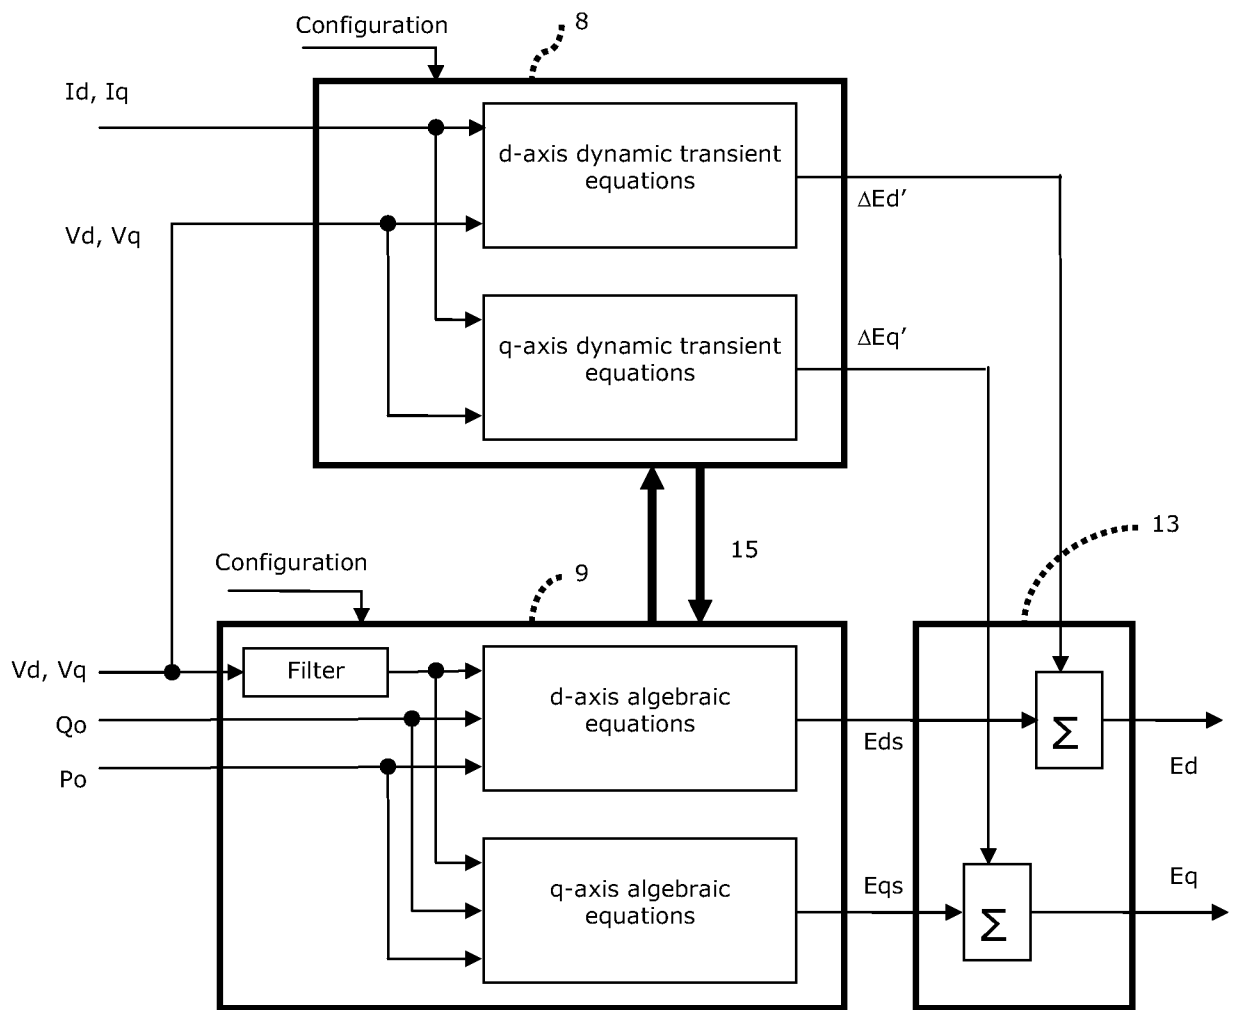 Configuration
8
Id, Iq
d-axis dynamic transient
equations
ΔEd’
Vd, Vq
q-axis dynamic transient
equations
ΔEq’
15
13
Configuration
9
Vd, Vq
Filter
d-axis algebraic
equations
Qo
Po
Eds
Σ
Ed
q-axis algebraic
equations
Eqs
Σ
Eq